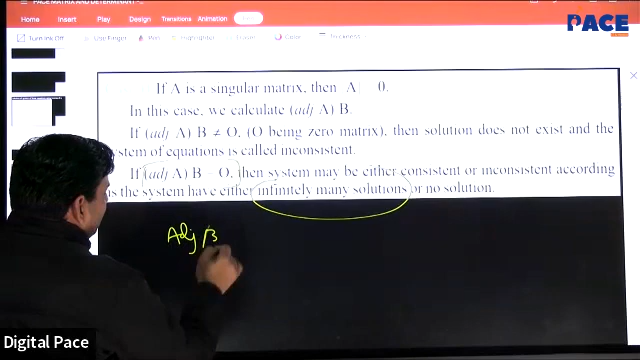 PACE MATRIX AND DETERMINANT
Home Insert Play Design Transitions Animation
PACE
Turn Ink Off Use Finger Pen Highlighter Eraser Color Thickness
If A is a singular matrix, then A 0.
In this case, we calculate (adj A) B.
If (adj A) B ≠ O, (O being zero matrix), then solution does not exist and the
system of equations is called inconsistent.
If (adj A) B = O, then system may be either consistent or inconsistent according
as the system have either infinitely many solutions or no solution.
Adj B
Digital Pace